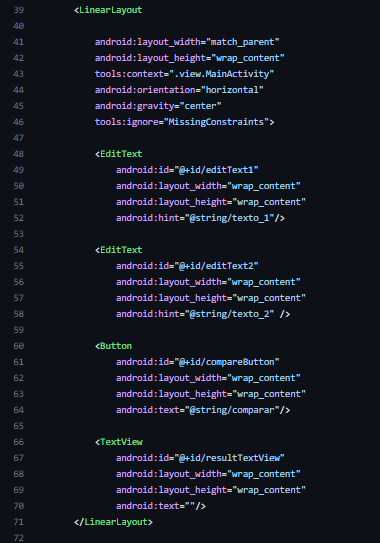 39 <LinearLayout
40
41 android:layout_width="match_parent"
42 android:layout_height="wrap_content"
43 tools:context=".view.MainActivity"
44 android:orientation="horizontal"
45 android:gravity="center"
46 tools:ignore="MissingConstraints">
47
48 <EditText
49 android:id="@+id/editText1"
50 android:layout_width="wrap_content"
51 android:layout_height="wrap_content"
52 android:hint="@string/texto_1"/>
53
54 <EditText
55 android:id="@+id/editText2"
56 android:layout_width="wrap_content"
57 android:layout_height="wrap_content"
58 android:hint="@string/texto_2" />
59
60 <Button
61 android:id="@+id/compareButton"
62 android:layout_width="wrap_content"
63 android:layout_height="wrap_content"
64 android:text="@string/comparar"/>
65
66 <TextView
67 android:id="@+id/resultTextView"
68 android:layout_width="wrap_content"
69 android:layout_height="wrap_content"
70 android:text=""/>
71 </LinearLayout>
72